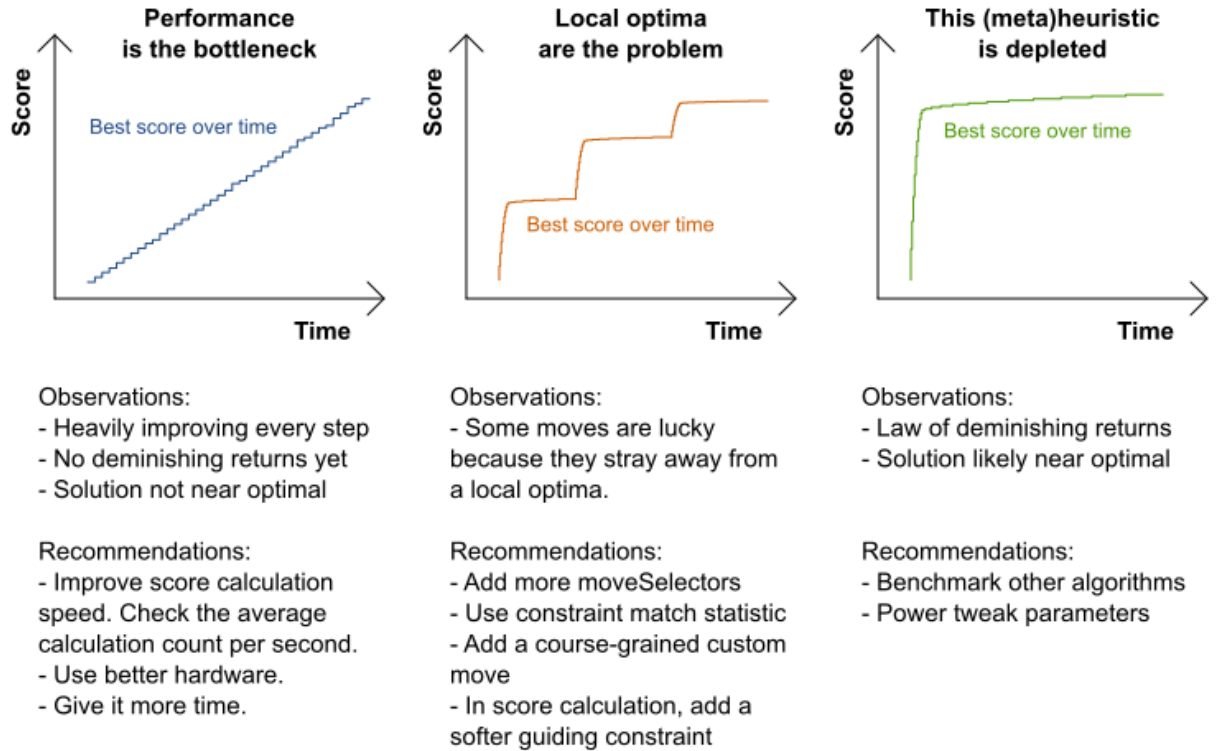 Performance
is the bottleneck
Score
Best score over time
Time
Observations:
- Heavily improving every step
- No deminishing returns yet
- Solution not near optimal
Recommendations:
- Improve score calculation
speed. Check the average
calculation count per second.
- Use better hardware.
- Give it more time.
Local optima
are the problem
Score
Best score over time
Time
Observations:
- Some moves are lucky
because they stray away from
a local optima.
Recommendations:
- Add more moveSelectors
- Use constraint match statistic
- Add a course-grained custom
move
- In score calculation, add a
softer guiding constraint
This (meta)heuristic
is depleted
Score
Best score over time
Time
Observations:
- Law of deminishing returns
- Solution likely near optimal
Recommendations:
- Benchmark other algorithms
- Power tweak parameters